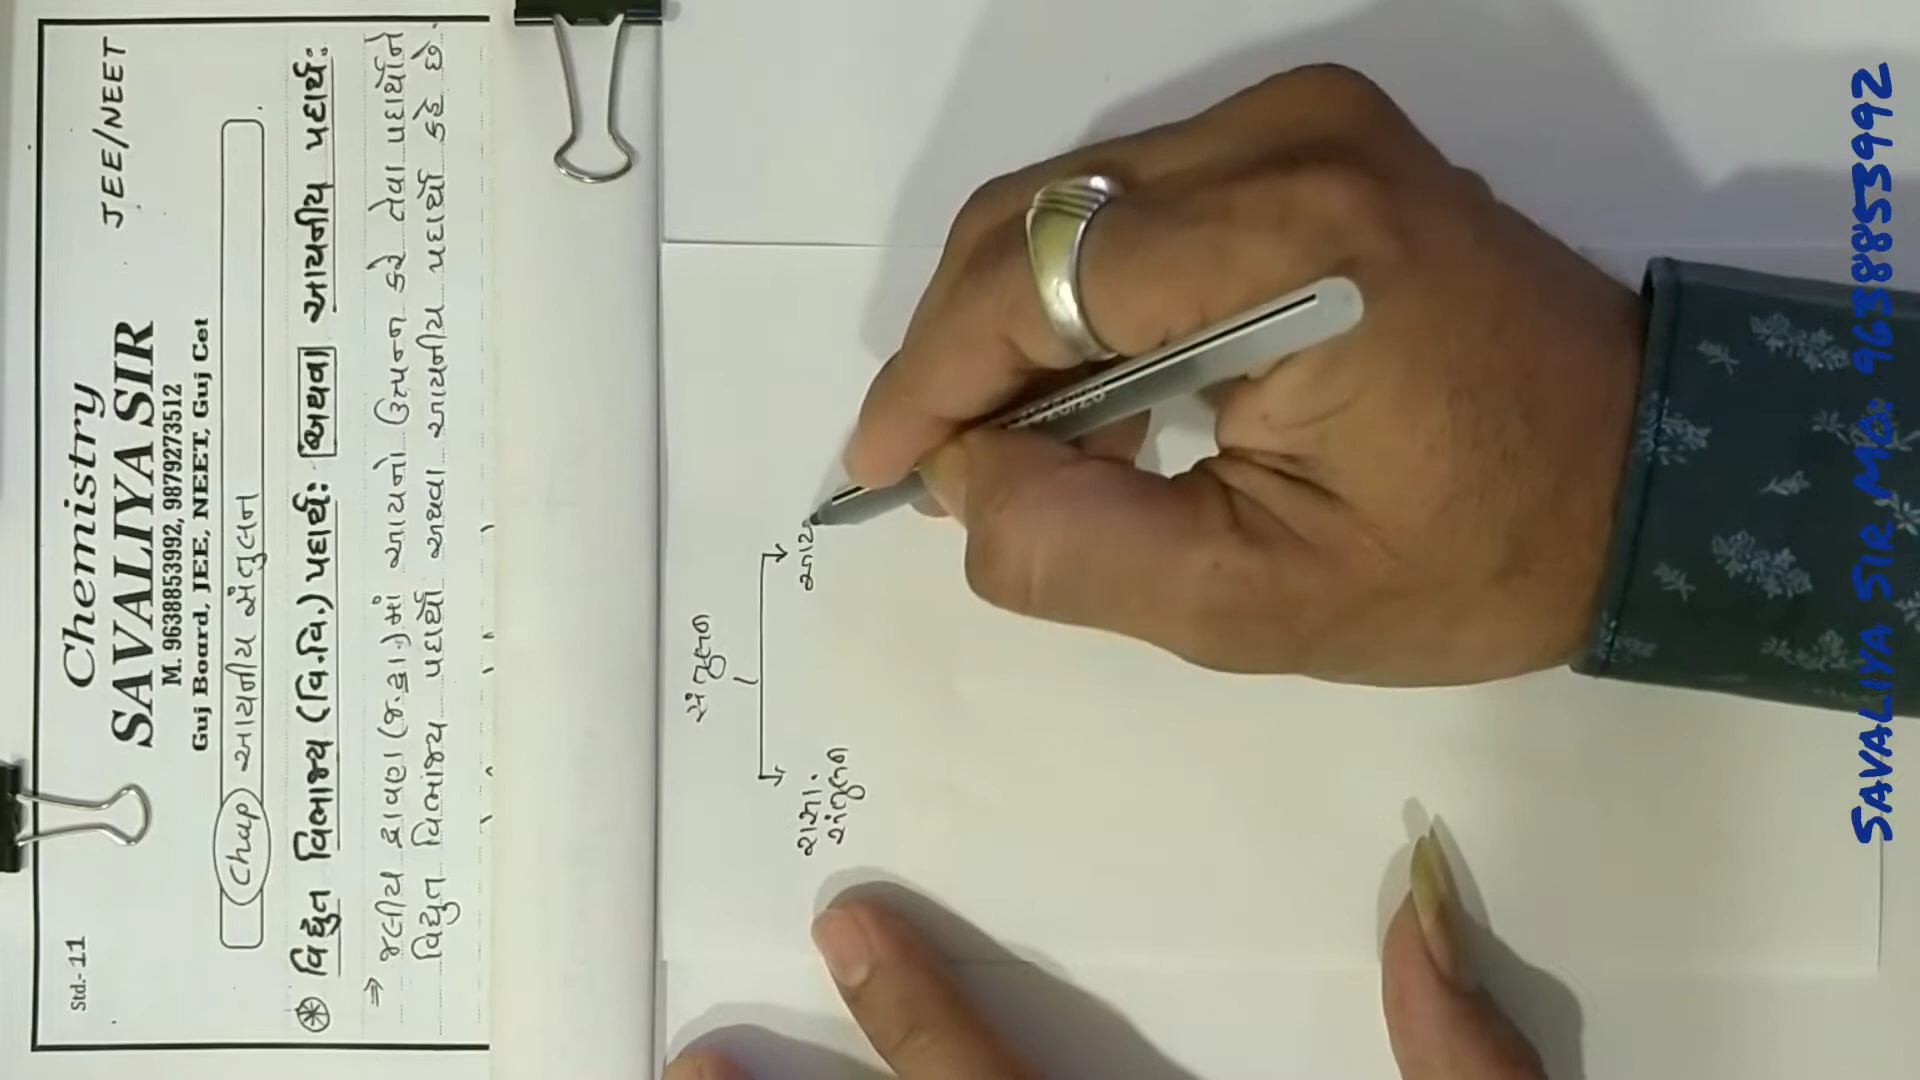 Chemistry
JEE/NEET
SAVALIYA SIR
M. 9638853992, 9879273512
Std.- 11
Guj Board, JEE, NEET, Guj Cet
Chap આયનીય સંતુલન
વિદ્યુત વિભાજ્ય (વિ.વિ.) પદાર્થ: અથવા આયનીય પદાર્થ:
⇒ જલીય દ્રાવણ (જ.દ્રા.)માં આયનો ઉત્પન્ન કરે તેવા પદાર્થોને
વિદ્યુત વિભાજ્ય પદાર્થો અથવા આયનીય પદાર્થો કહે છે.
સંતુલન
રાસા.
સંતુલન
આય
SAVALIYA SIR MO: 9638853992